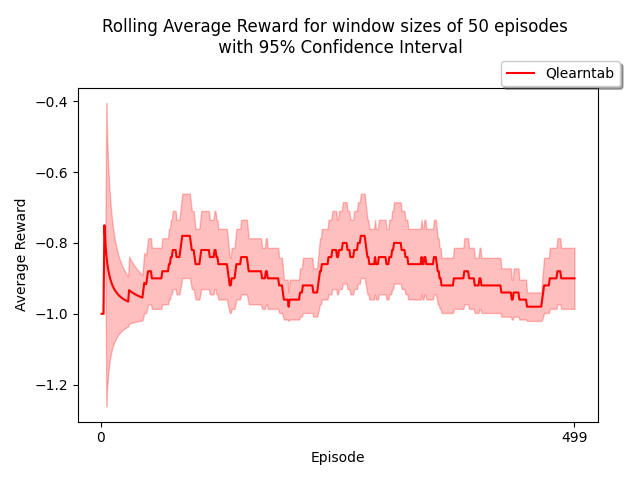 Rolling Average Reward for window sizes of 50 episodes
with 95% Confidence Interval
Qlearntab
−0.4
−0.6
−0.8
−1.0
−1.2
Average Reward
0
499
Episode